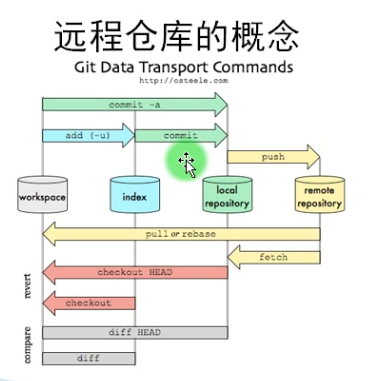 远程仓库的概念
Git Data Transport Commands
http://osteele.com
commit -a
add (-u)
commit
push
workspace
index
local
repository
remote
repository
pull or rebase
fetch
revert
checkout HEAD
checkout
compare
diff HEAD
diff